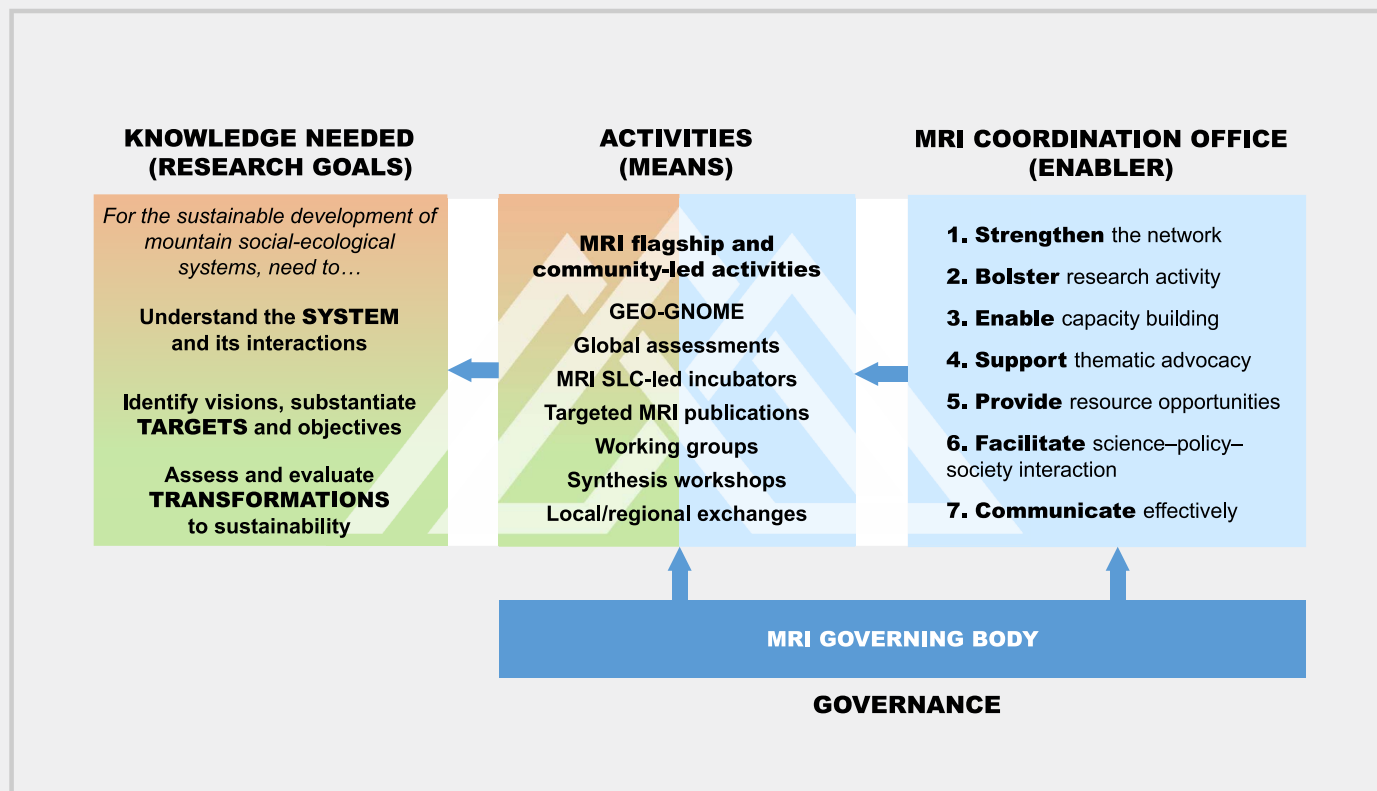 KNOWLEDGE NEEDED
(RESEARCH GOALS)
For the sustainable development of
mountain social-ecological
systems, need to…
Understand the SYSTEM
and its interactions
Identify visions, substantiate
TARGETS and objectives
Assess and evaluate
TRANSFORMATIONS
to sustainability
ACTIVITIES
(MEANS)
MRI flagship and
community-led activities
GEO-GNOME
Global assessments
MRI SLC-led incubators
Targeted MRI publications
Working groups
Synthesis workshops
Local/regional exchanges
MRI COORDINATION OFFICE
(ENABLER)
1. Strengthen the network
2. Bolster research activity
3. Enable capacity building
4. Support thematic advocacy
5. Provide resource opportunities
6. Facilitate science–policy–
society interaction
7. Communicate effectively
MRI GOVERNING BODY
GOVERNANCE